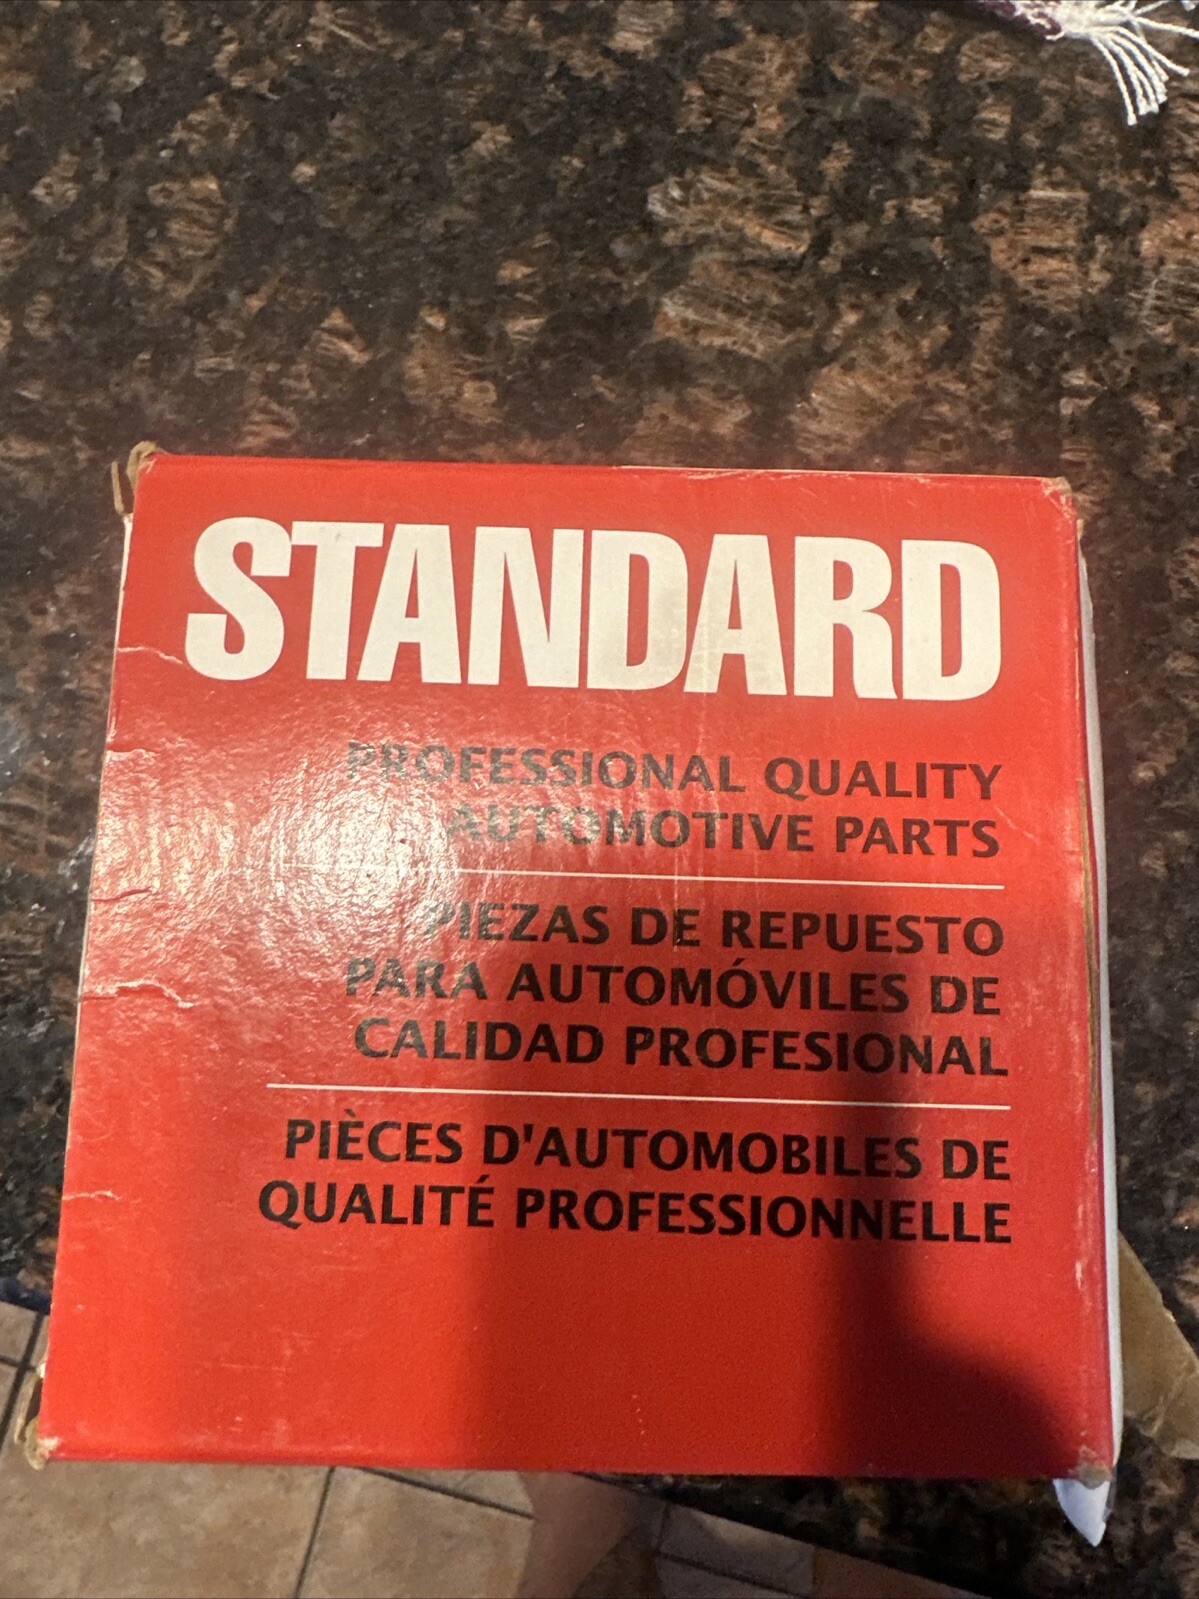 STANDARD
PROFESSIONAL QUALITY
AUTOMOTIVE PARTS
PIEZAS DE REPUESTO
PARA AUTOMÓVILES DE
CALIDAD PROFESIONAL
PIÈCES D'AUTOMOBILES DE
QUALITÉ PROFESSIONNELLE